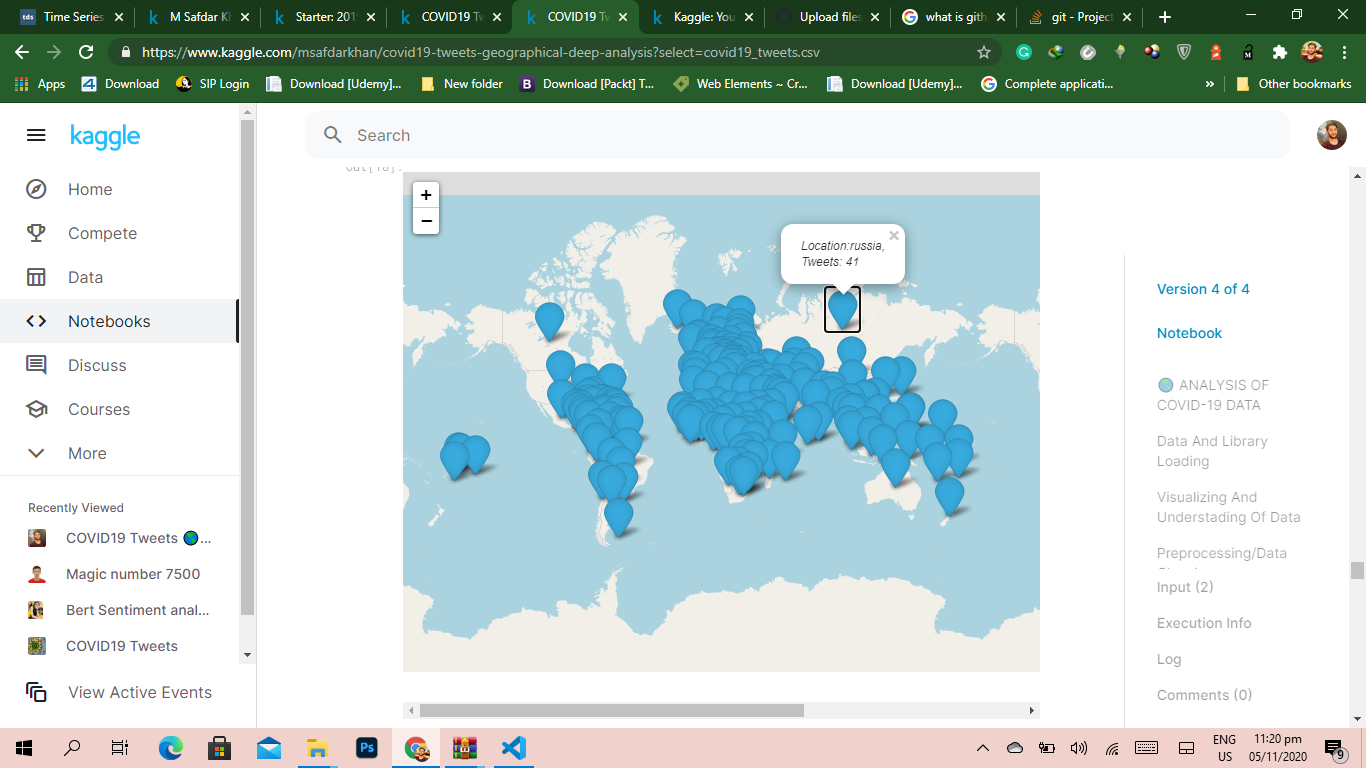 Time Series
M Safdar Kh
Starter: 201
COVID19 Tw
COVID19 Tw
Kaggle: You
Upload files
what is gith
git - Project
https://www.kaggle.com/msafdarkhan/covid19-tweets-geographical-deep-analysis?select=covid19_tweets.csv
Apps
Download
SIP Login
Download [Udemy]...
New folder
Download [Packt] T...
Web Elements ~ Cr...
Download [Udemy]...
Complete applicati...
»
Other bookmarks
kaggle
Search
Home
Compete
Data
Notebooks
Discuss
Courses
More
Recently Viewed
COVID19 Tweets 🌏...
Magic number 7500
Bert Sentiment anal...
COVID19 Tweets
View Active Events
+
−
Location:russia,
Tweets: 41
×
Version 4 of 4
Notebook
🌏 ANALYSIS OF
COVID-19 DATA
Data And Library
Loading
Visualizing And
Understading Of Data
Preprocessing/Data
Input (2)
Execution Info
Log
Comments (0)
tds
Ps
ENG
US
11:20 pm
05/11/2020
9